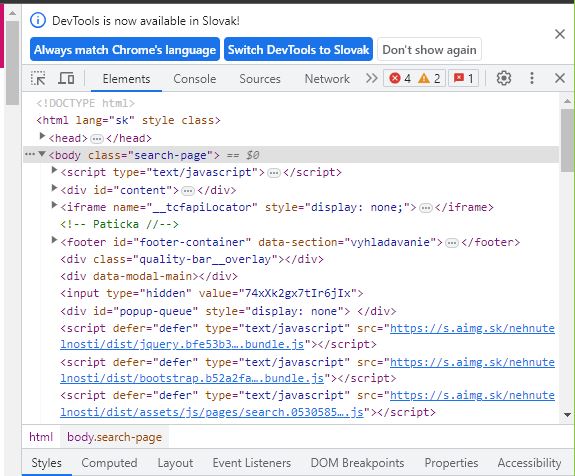 DevTools is now available in Slovak!
Always match Chrome's language Switch DevTools to Slovak Don't show again
Elements Console Sources Network 4 2 1
<!DOCTYPE html>
<html lang="sk" style class>
<head> … </head>
<body class="search-page"> == $0
<script type="text/javascript"> … </script>
<div id="content"> … </div>
<iframe name="__tcfapiLocator" style="display: none;"> … </iframe>
<!-- Paticka //-->
<footer id="footer-container" data-section="vyhladavanie"> … </footer>
<div class="quality-bar__overlay"></div>
<div data-modal-main></div>
<input type="hidden" value="74xXk2gx7tIr6jIx">
<div id="popup-queue" style="display: none"> </div>
<script defer="defer" type="text/javascript" src="https://s.aimg.sk/nehnute
lnosti/dist/jquery.bfe53b3….bundle.js"></script>
<script defer="defer" type="text/javascript" src="https://s.aimg.sk/nehnute
lnosti/dist/bootstrap.b52a2fa….bundle.js"></script>
<script defer="defer" type="text/javascript" src="https://s.aimg.sk/nehnute
lnosti/dist/assets/js/pages/search.0530585….js"></script>
html body.search-page
Styles Computed Layout Event Listeners DOM Breakpoints Properties Accessibility